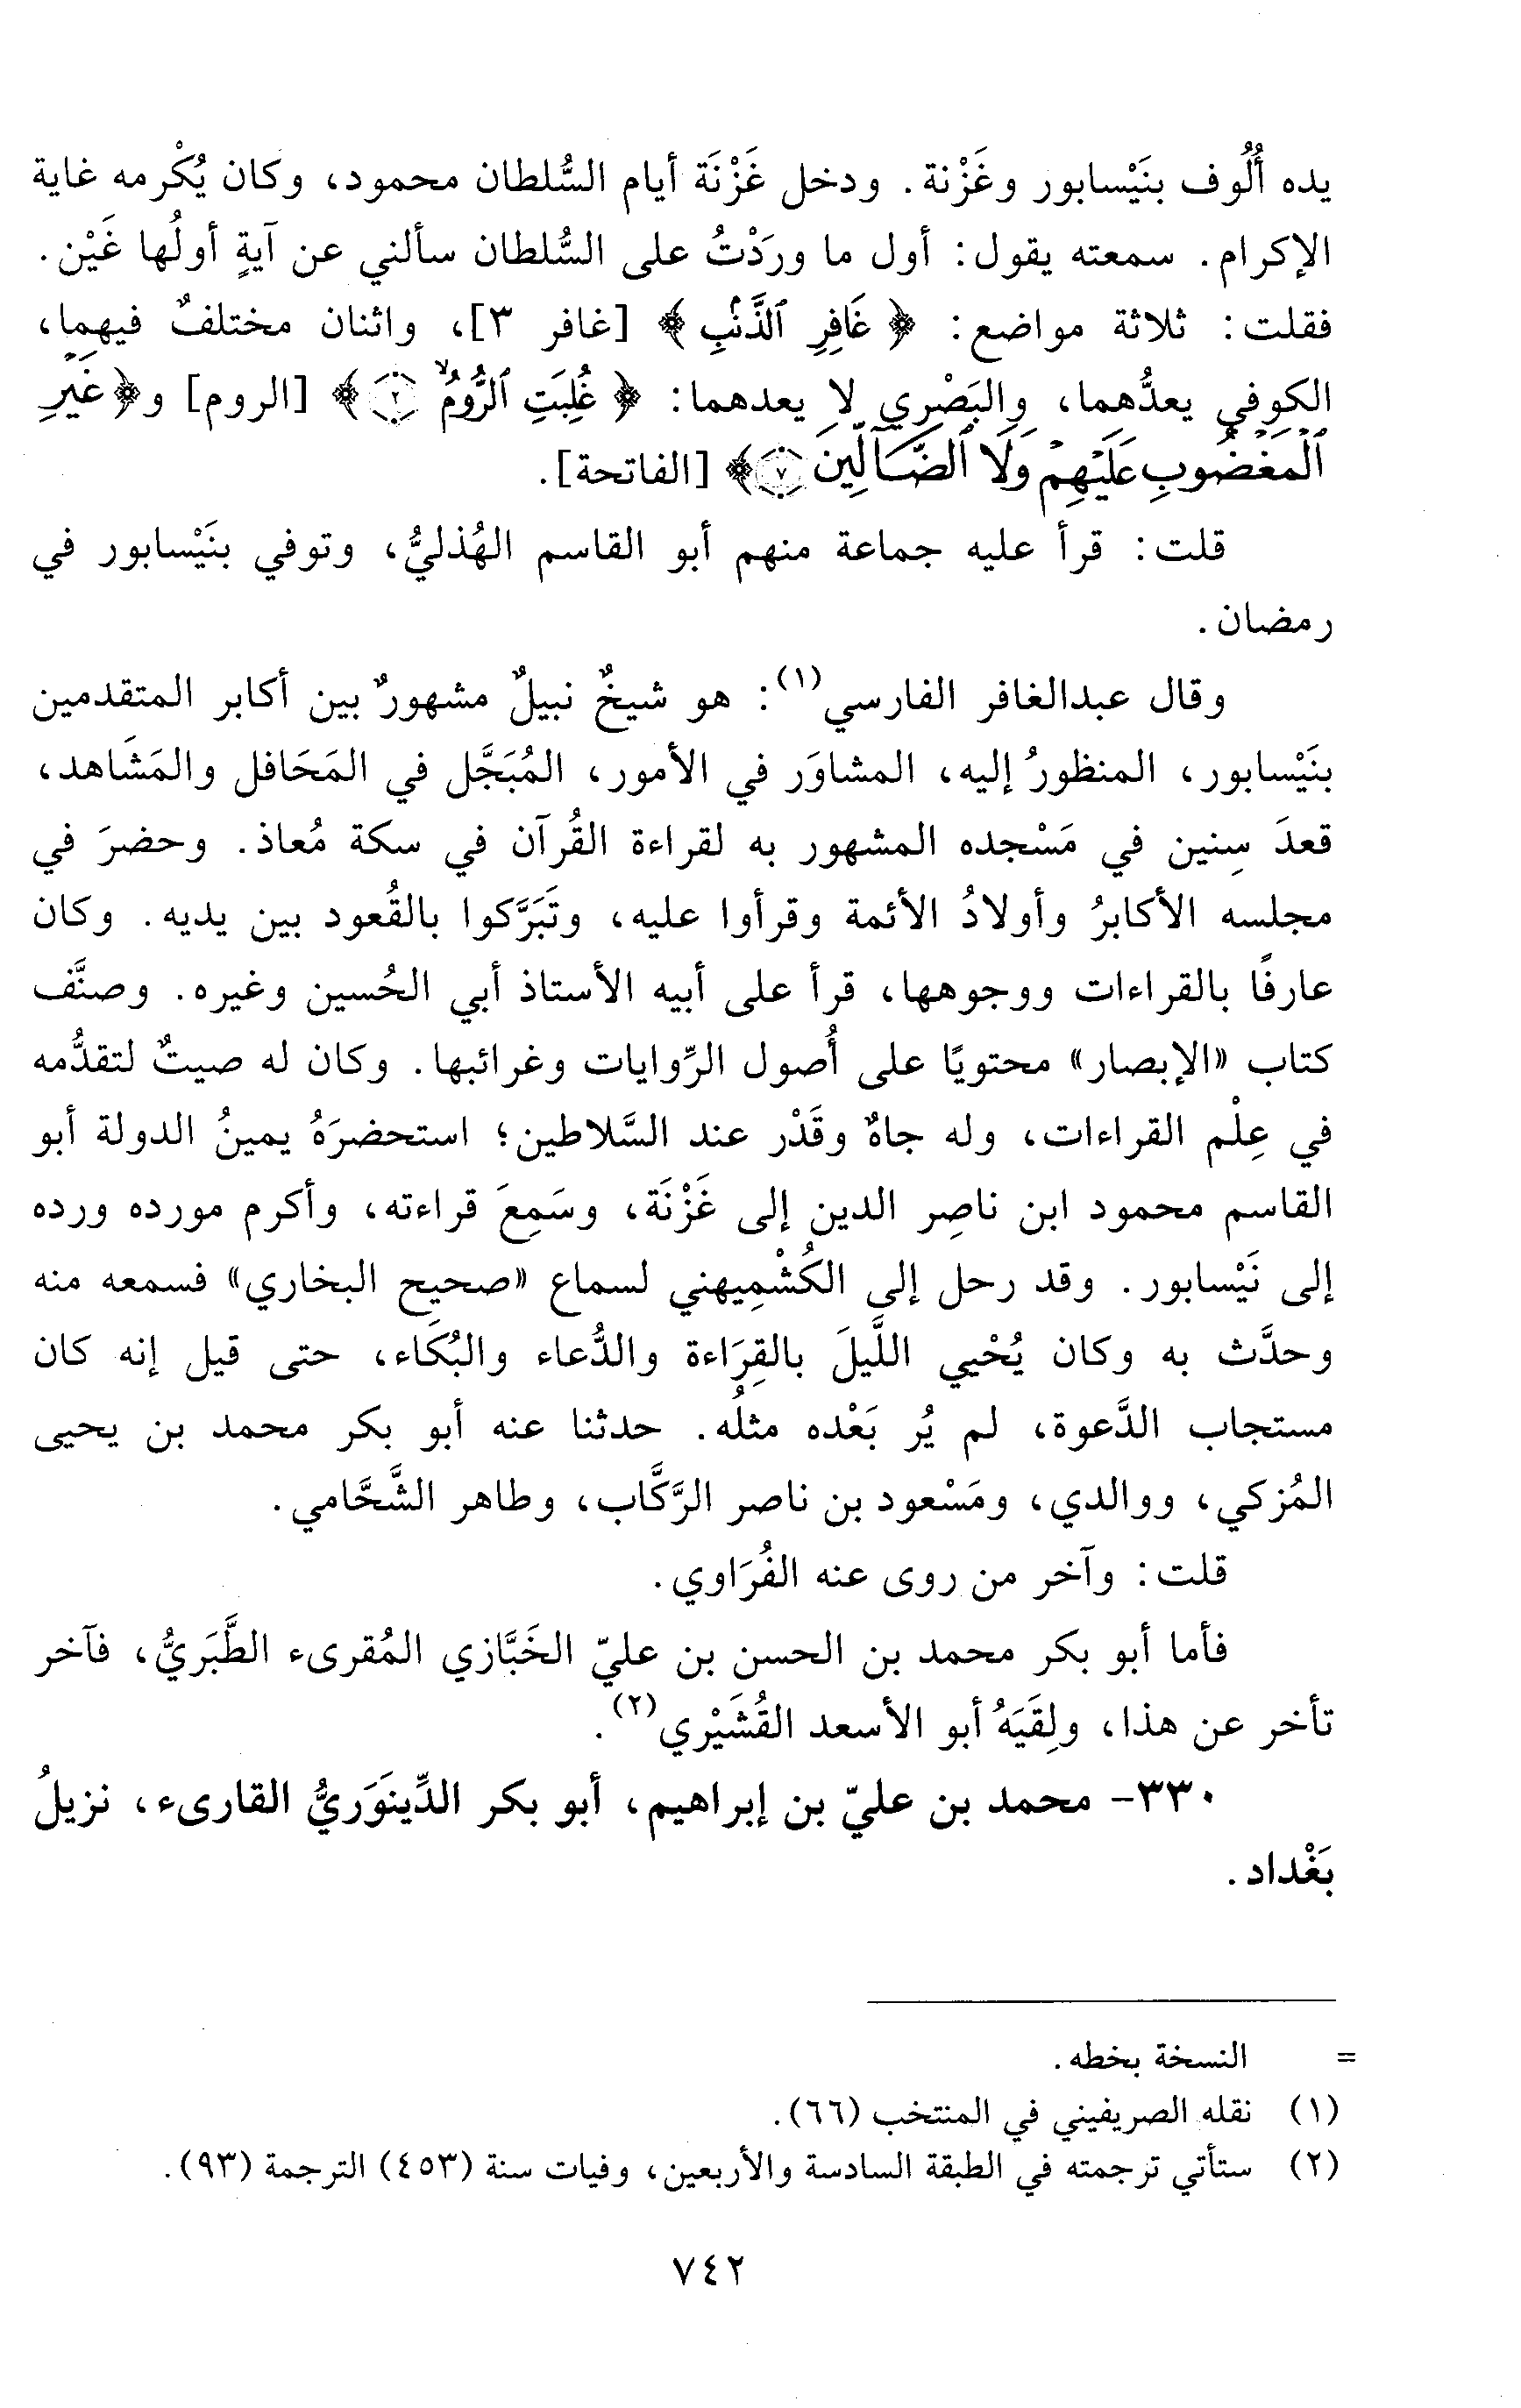 يده أُلُوف بنَيْسابور وغَزْنة. ودخل غَزْنَة أيام السُّلطان محمود، وكان يُكْرمه غاية
الإكرام. سمعته يقول: أول ما وردْتُ على السُّلطان سألني عن آيةٍ أولُها غَيْن.
فقلت: ثلاثة مواضع: ﴿غَافِرِ ٱلذَّنۢبِ﴾ [غافر ٣]، واثنان مختلفٌ فيهما،
الكوفي يعدُّهما، والبَصْري لا يعدهما: ﴿غُلِبَتِ ٱلرُّومُ ۙ ٢﴾ [الروم] و﴿غَيۡرِ
ٱلۡمَغۡضُوبِ عَلَيۡهِمۡ وَلَا ٱلضَّآلِّينَ ٧﴾ [الفاتحة].
قلت: قرأ عليه جماعة منهم أبو القاسم الهُذليُّ، وتوفي بنَيْسابور في
رمضان.
وقال عبدالغافر الفارسي(١): هو شيخٌ نبيلٌ مشهورٌ بين أكابر المتقدمين
بنَيْسابور، المنظورُ إليه، المشاوَر في الأمور، المُبَجَّل في المَحَافل والمَشَاهد،
قعدَ سِنين في مَسْجده المشهور به لقراءة القُرآن في سكة مُعاذ. وحضرَ في
مجلسه الأكابرُ وأولادُ الأئمة وقرأوا عليه، وتَبَرَّكوا بالقُعود بين يديه. وكان
عارفًا بالقراءات ووجوهها، قرأ على أبيه الأستاذ أبي الحُسين وغيره. وصنَّف
كتاب «الإبصار» محتويًا على أُصول الرِّوايات وغرائبها. وكان له صيتٌ لتقدُّمه
في عِلْم القراءات، وله جاهٌ وقَدْر عند السَّلاطين؛ استحضرَهُ يمينُ الدولة أبو
القاسم محمود ابن ناصِر الدين إلى غَزْنَة، وسَمِعَ قراءته، وأكرم مورده ورده
إلى نَيْسابور. وقد رحل إلى الكُشْمِيهني لسماع «صحيح البخاري» فسمعه منه
وحدَّث به وكان يُحْيي اللَّيلَ بالقِرَاءة والدُّعاء والبُكَاء، حتى قيل إنه كان
مستجاب الدَّعوة، لم يُر بَعْده مثلُه. حدثنا عنه أبو بكر محمد بن يحيى
المُزكي، ووالدي، ومَسْعود بن ناصر الرَّكَّاب، وطاهر الشَّحَّامي.
قلت: وآخر من روى عنه الفُرَاوي.
فأما أبو بكر محمد بن الحسن بن عليّ الخَبَّازي المُقرىء الطَّبَريُّ، فآخر
تأخر عن هذا، ولِقَيَهُ أبو الأسعد القُشَيْري(٢).
٣٣٠- محمد بن عليّ بن إبراهيم، أبو بكر الدِّينَوَريُّ القارىء، نزيلُ
بَغْداد.
= النسخة بخطه.
(١) نقله الصريفيني في المنتخب (٦٦).
(٢) ستأتي ترجمته في الطبقة السادسة والأربعين، وفيات سنة (٤٥٣) الترجمة (٩٣).
٧٤٢